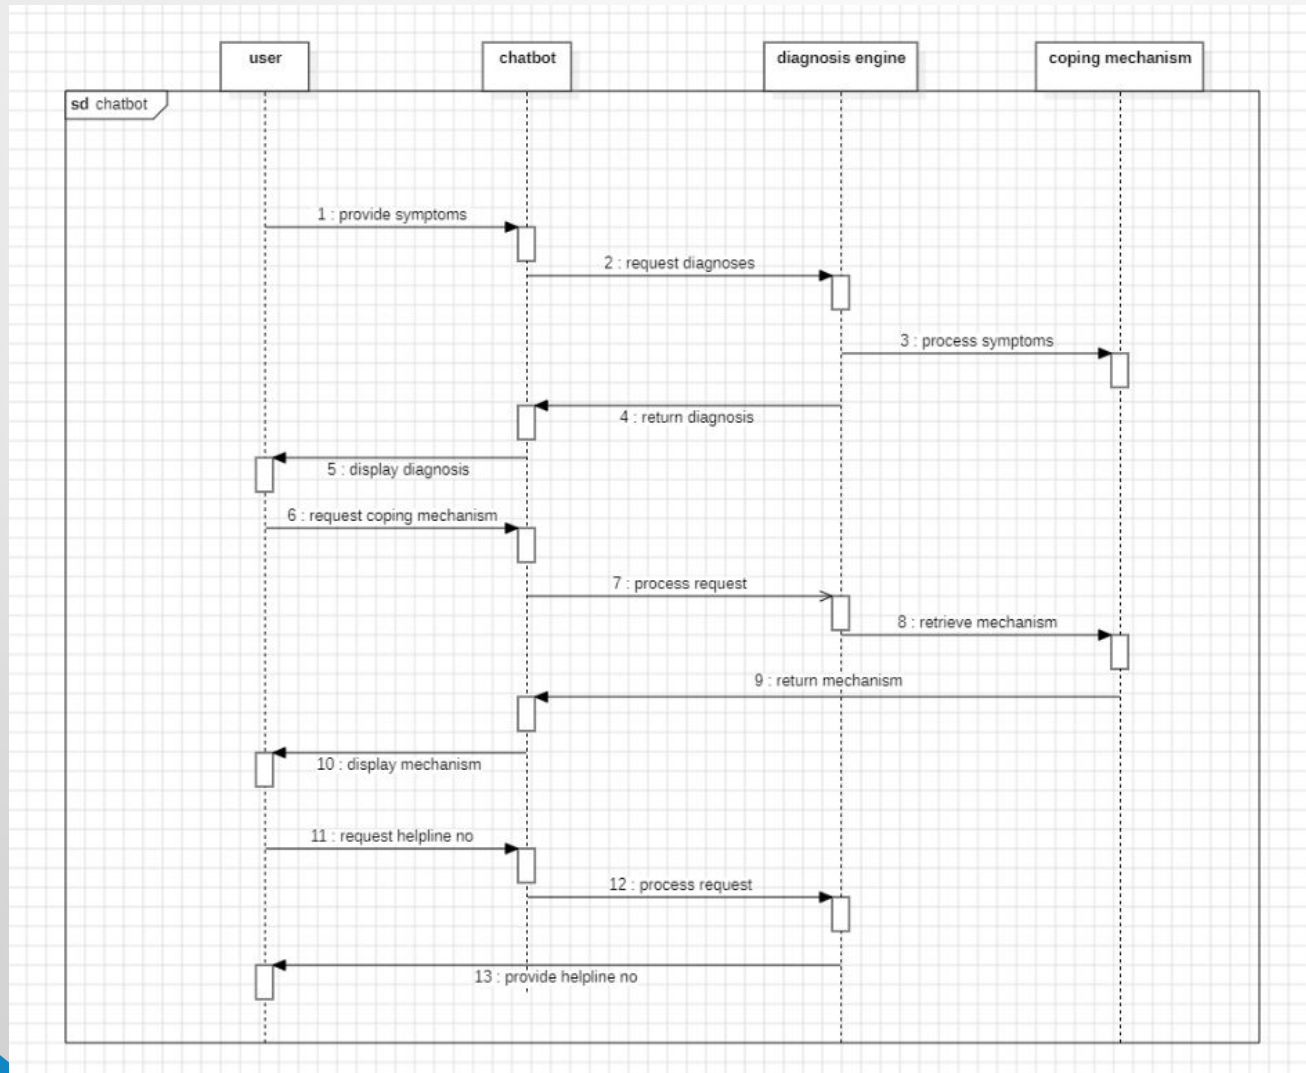 user
chatbot
diagnosis engine
coping mechanism
sd chatbot
1 : provide symptoms
2 : request diagnoses
3 : process symptoms
4 : return diagnosis
5 : display diagnosis
6 : request coping mechanism
7 : process request
8 : retrieve mechanism
9 : return mechanism
10 : display mechanism
11 : request helpline no
12 : process request
13 : provide helpline no